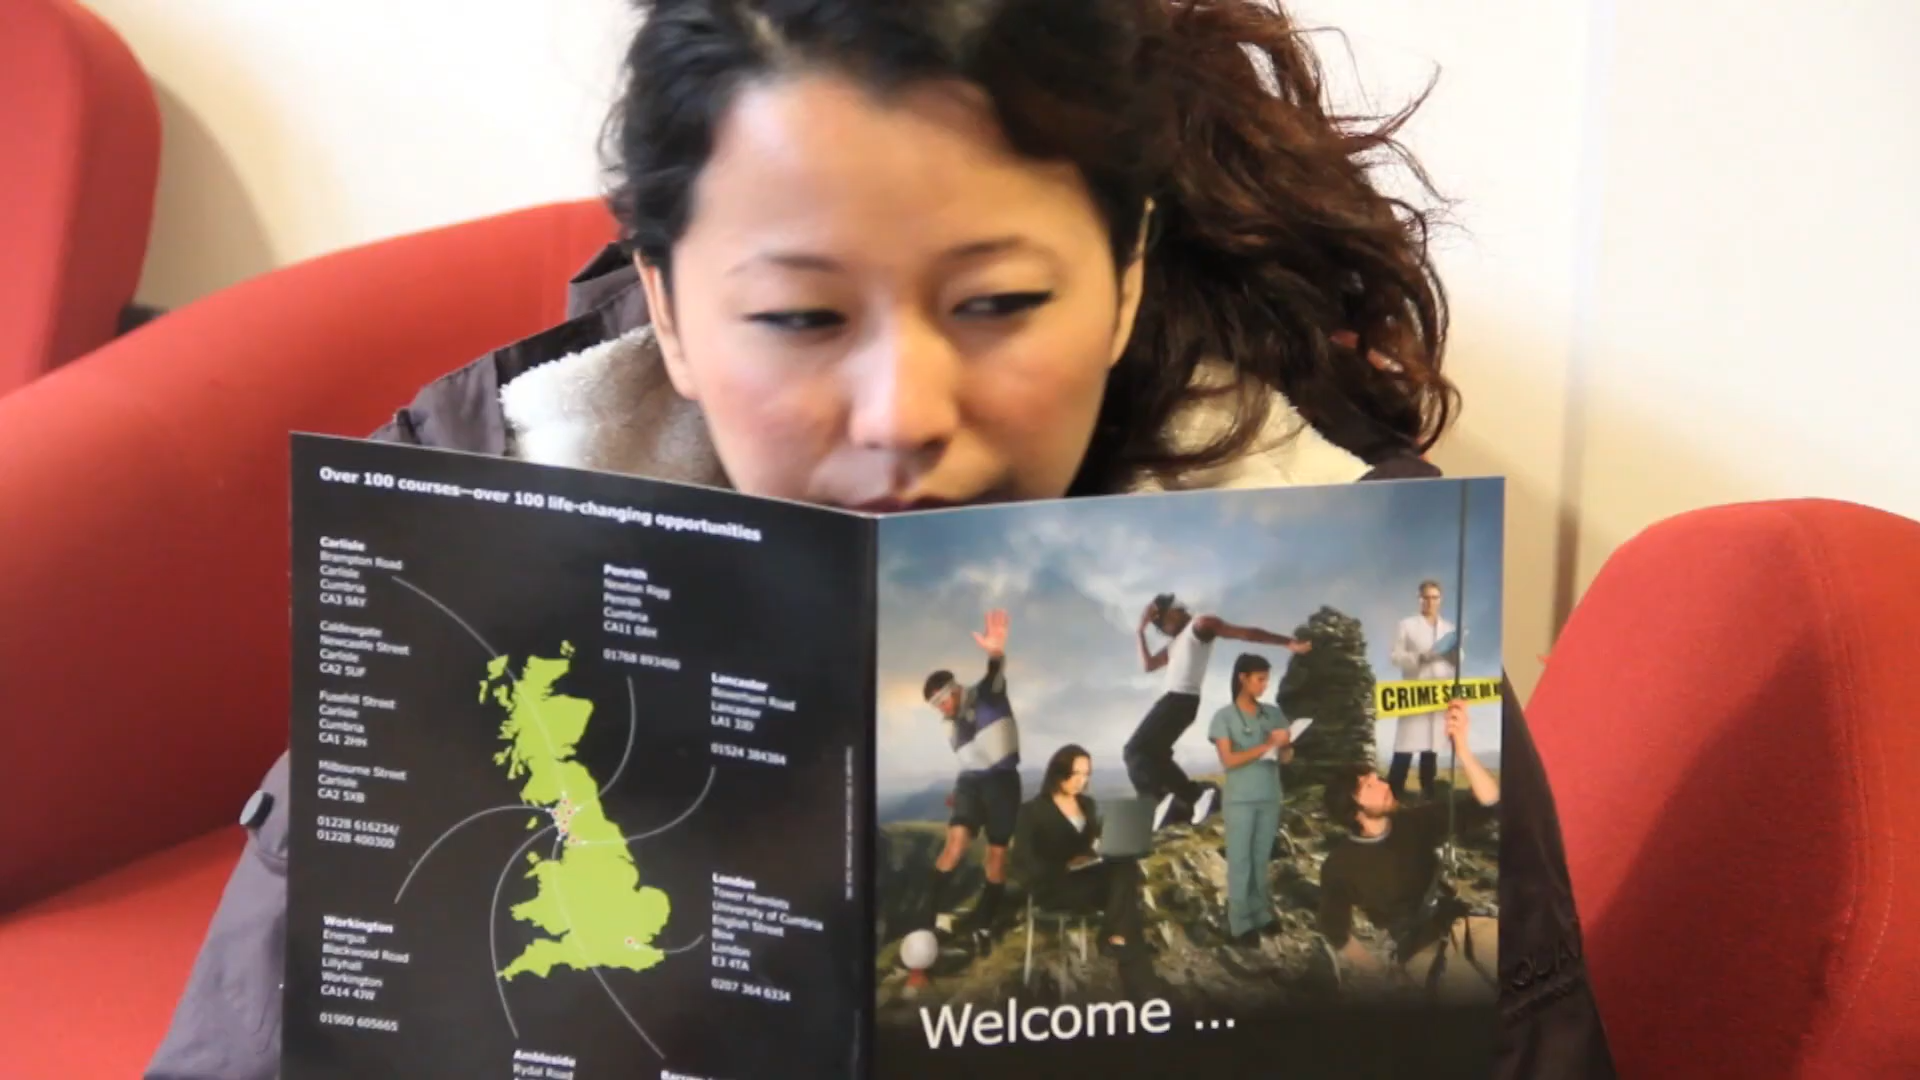 Over 100 courses—over 100 life-changing opportunities
Carlisle
Brampton Road
Carlisle
Cumbria
CA3 9AY
Caldewgate
Newcastle Street
Carlisle
CA2 5UF
Fusehill Street
Carlisle
Cumbria
CA1 2HH
Milbourne Street
Carlisle
CA2 5XB
01228 616234/
01228 400300
Workington
Energus
Blackwood Road
Lillyhall
Workington
CA14 4JW
01900 605665
Penrith
Newton Rigg
Penrith
Cumbria
CA11 0AH
01768 893400
Lancaster
Bowerham Road
Lancaster
LA1 3JD
01524 384384
London
Tower Hamlets
University of Cumbria
English Street
Bow
London
E3 4TA
0207 364 6334
Ambleside
Rydal Road
CRIME SCENE DO N
Welcome ...